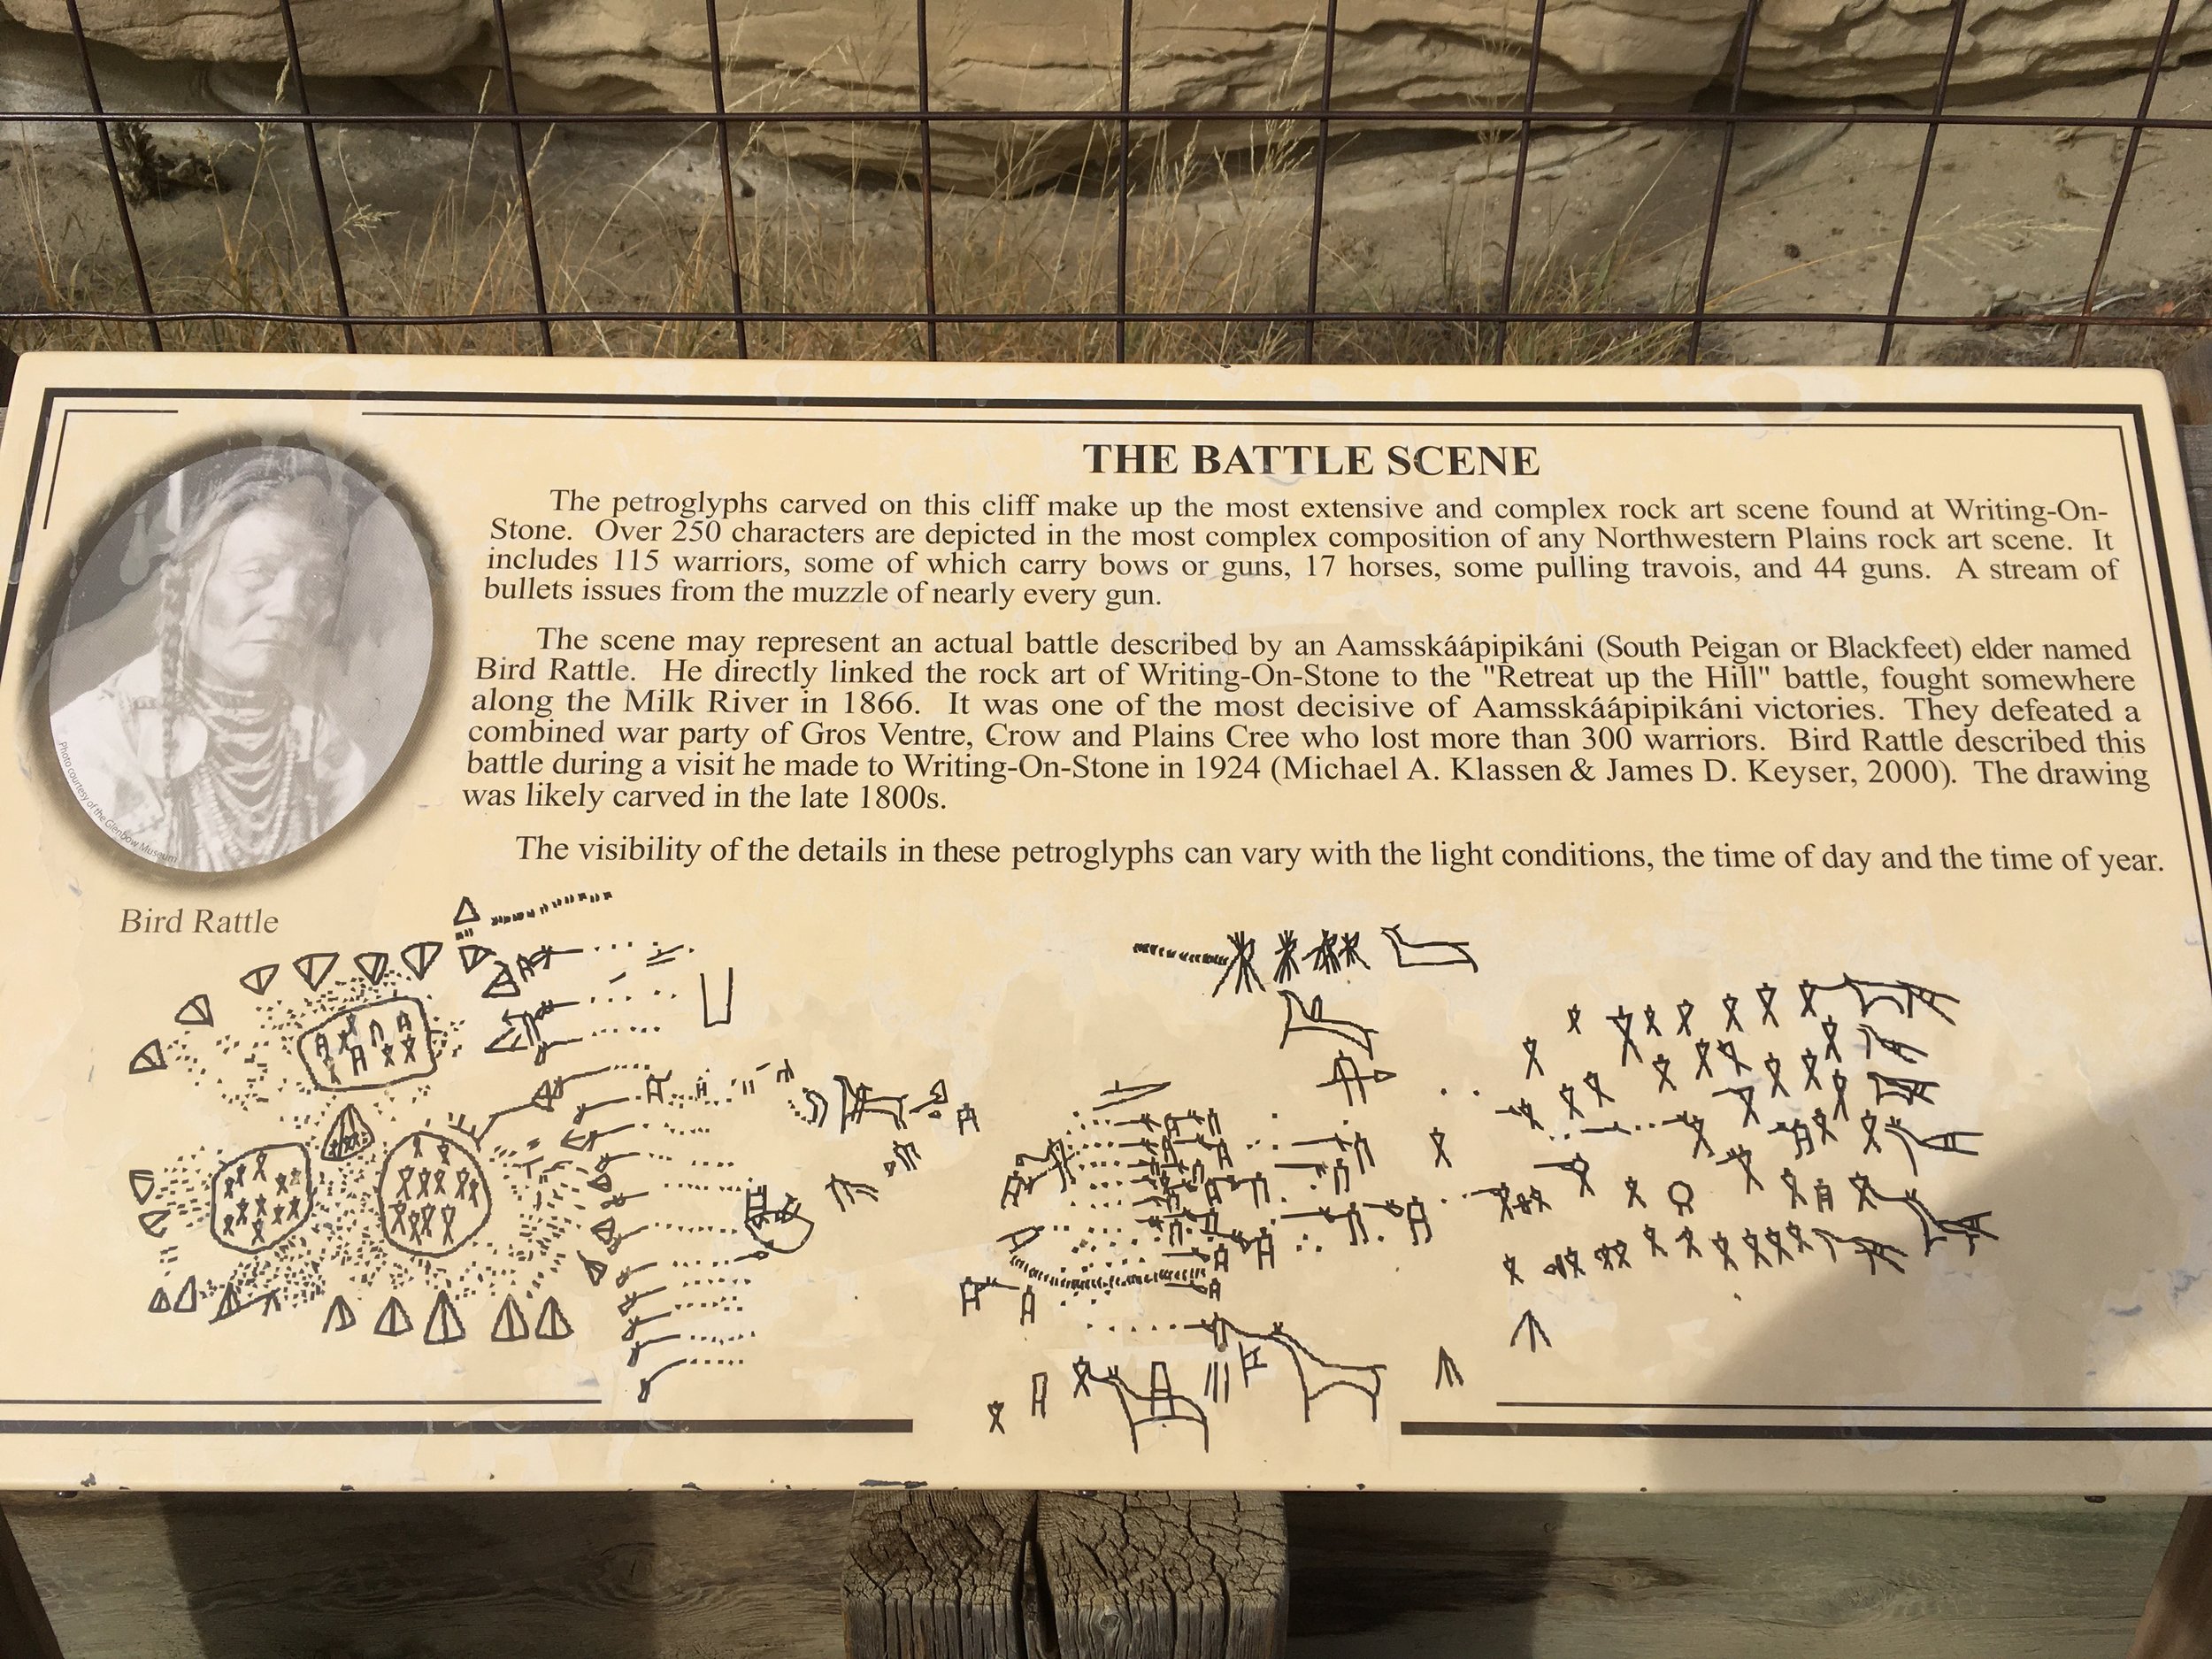 THE BATTLE SCENE
The petroglyphs carved on this cliff make up the most extensive and complex rock art scene found at Writing-On-
Stone. Over 250 characters are depicted in the most complex composition of any Northwestern Plains rock art scene. It
includes 115 warriors, some of which carry bows or guns, 17 horses, some pulling travois, and 44 guns. A stream of
bullets issues from the muzzle of nearly every gun.
The scene may represent an actual battle described by an Aamsskáápipikáni (South Peigan or Blackfeet) elder named
Bird Rattle. He directly linked the rock art of Writing-On-Stone to the "Retreat up the Hill" battle, fought somewhere
along the Milk River in 1866. It was one of the most decisive of Aamsskáápipikáni victories. They defeated a
combined war party of Gros Ventre, Crow and Plains Cree who lost more than 300 warriors. Bird Rattle described this
battle during a visit he made to Writing-On-Stone in 1924 (Michael A. Klassen & James D. Keyser, 2000). The drawing
was likely carved in the late 1800s.
The visibility of the details in these petroglyphs can vary with the light conditions, the time of day and the time of year.
Photo courtesy of the Glenbow Museum
Bird Rattle